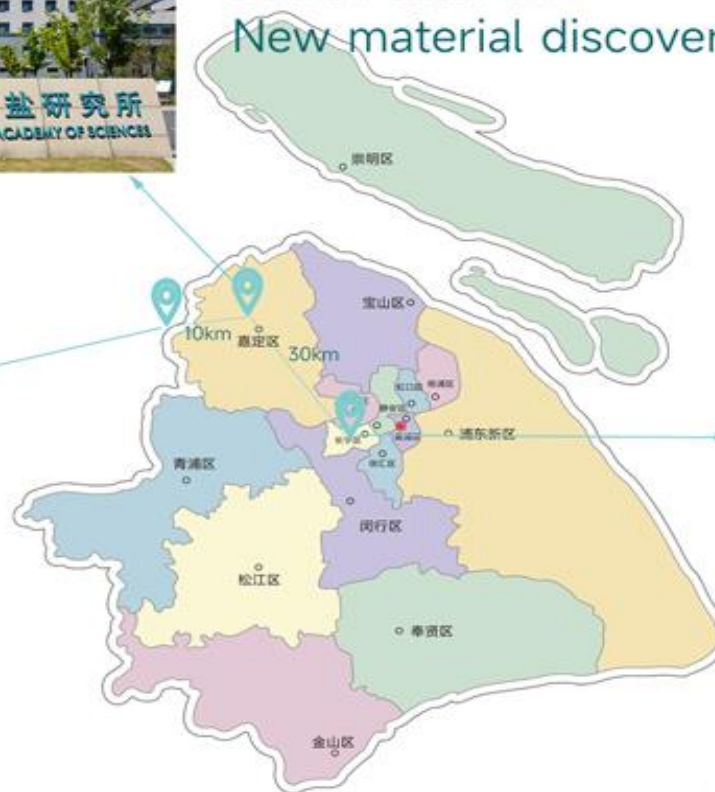 New material discover
盐研究所
ACADEMY OF SCIENCES
崇明区
宝山区
10km
嘉定区
30km
虹口区
杨浦区
静安区
长宁区
黄浦区
浦东新区
徐汇区
青浦区
闵行区
松江区
奉贤区
金山区